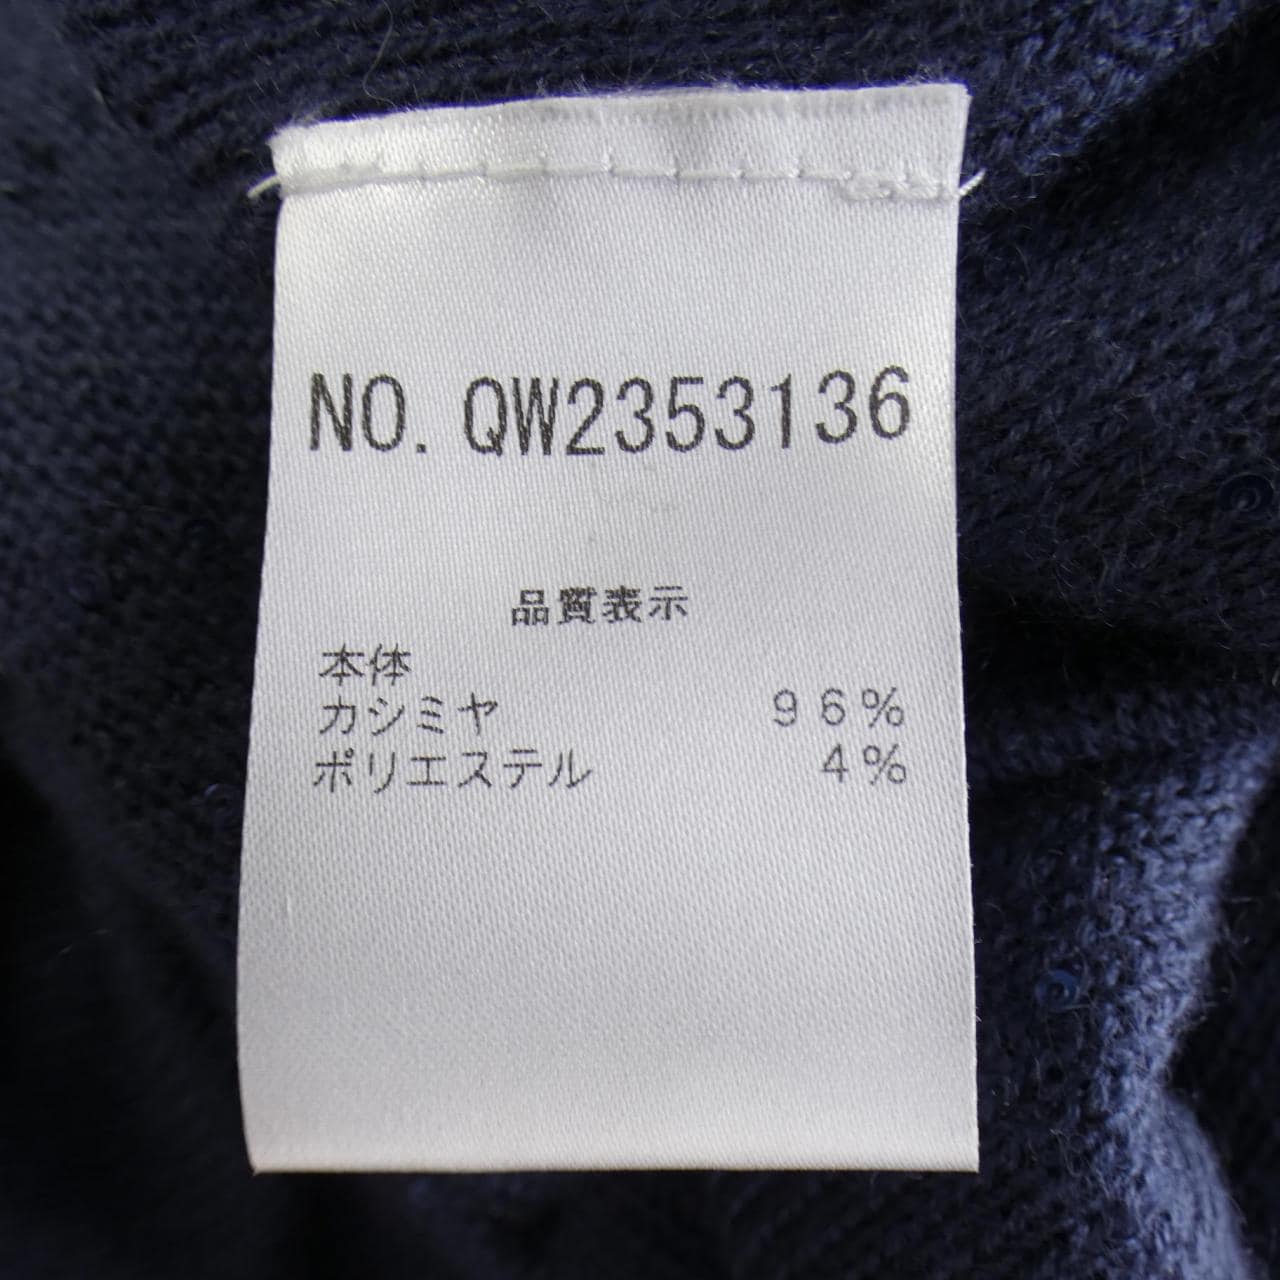 NO. QW2353136
品質表示
本体
カシミヤ 96%
ポリエステル 4%